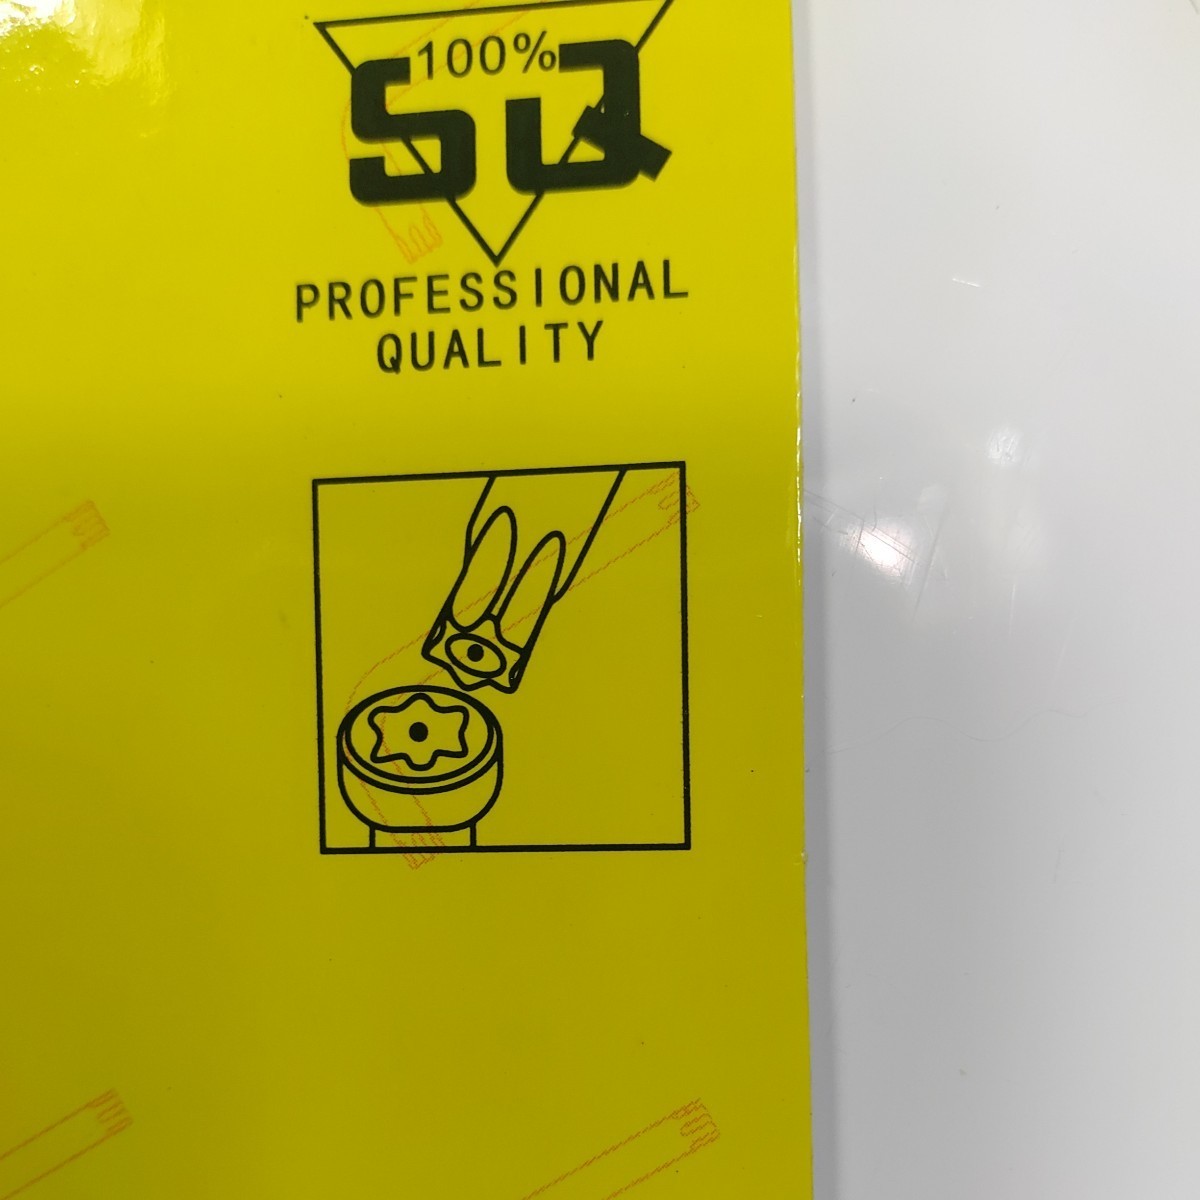 100%
SQ
PROFESSIONAL
QUALITY